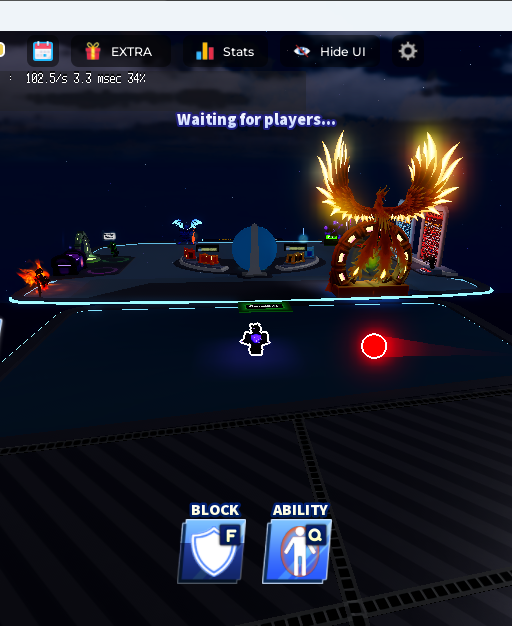 EXTRA
Stats
Hide UI
: 102.5/s 3.3 msec 34%
Waiting for players...
BLOCK
ABILITY
F
Q